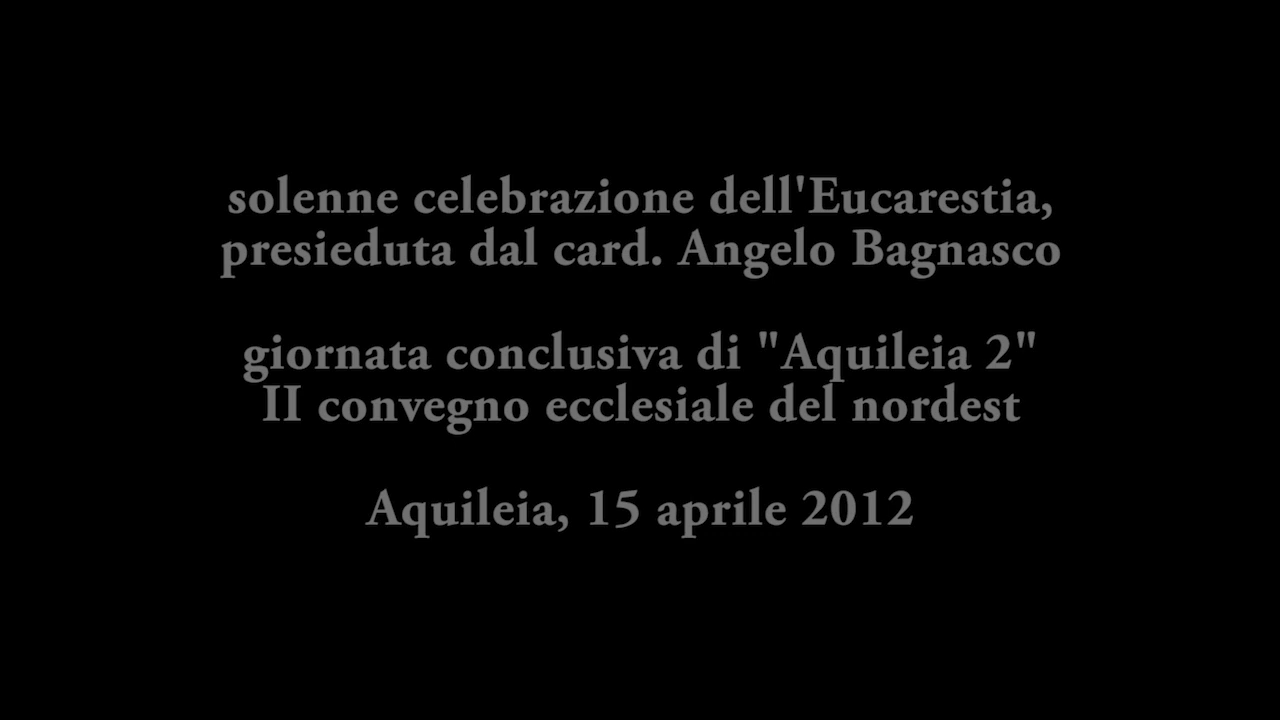 solenne celebrazione dell'Eucarestia,
presieduta dal card. Angelo Bagnasco
giornata conclusiva di "Aquileia 2"
II convegno ecclesiale del nordest
Aquileia, 15 aprile 2012